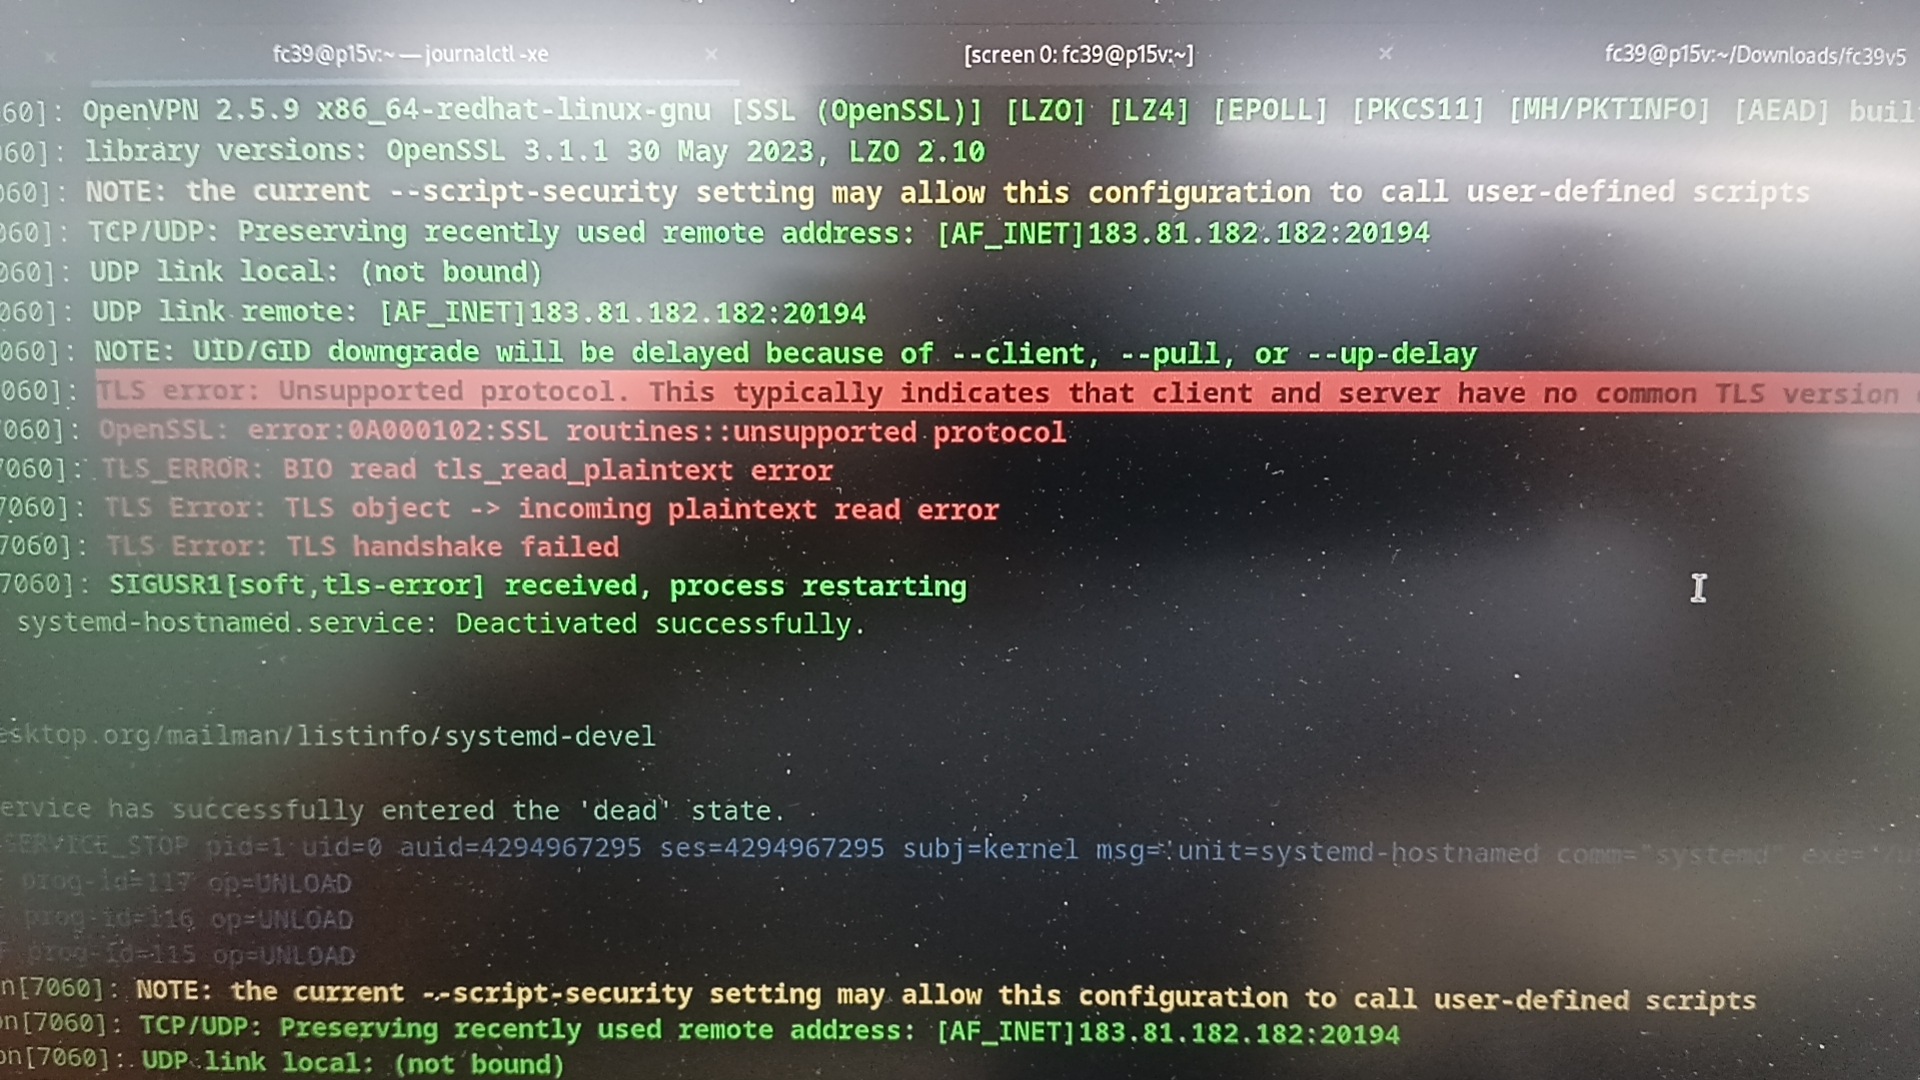 fc39@p15v:~ — journalctl -xe
[screen 0: fc39@p15v:~]
fc39@p15v:~/Downloads/fc39v5
060]: OpenVPN 2.5.9 x86_64-redhat-linux-gnu [SSL (OpenSSL)] [LZO] [LZ4] [EPOLL] [PKCS11] [MH/PKTINFO] [AEAD] buil
060]: library versions: OpenSSL 3.1.1 30 May 2023, LZO 2.10
060]: NOTE: the current --script-security setting may allow this configuration to call user-defined scripts
060]: TCP/UDP: Preserving recently used remote address: [AF_INET]183.81.182.182:20194
060]: UDP link local: (not bound)
060]: UDP link remote: [AF_INET]183.81.182.182:20194
060]: NOTE: UID/GID downgrade will be delayed because of --client, --pull, or --up-delay
060]: TLS error: Unsupported protocol. This typically indicates that client and server have no common TLS version
7060]: OpenSSL: error:0A000102:SSL routines::unsupported protocol
7060]: TLS_ERROR: BIO read tls_read_plaintext error
7060]: TLS Error: TLS object -> incoming plaintext read error
7060]: TLS Error: TLS handshake failed
7060]: SIGUSR1[soft,tls-error] received, process restarting
systemd-hostnamed.service: Deactivated successfully.
esktop.org/mailman/listinfo/systemd-devel
ervice has successfully entered the 'dead' state.
SERVICE_STOP pid=1 uid=0 auid=4294967295 ses=4294967295 subj=kernel msg='unit=systemd-hostnamed comm="systemd" exe="/us
prog-id=117 op=UNLOAD
prog-id=116 op=UNLOAD
prog-id=115 op=UNLOAD
n[7060]: NOTE: the current --script-security setting may allow this configuration to call user-defined scripts
on[7060]: TCP/UDP: Preserving recently used remote address: [AF_INET]183.81.182.182:20194
on[7060]: UDP link local: (not bound)